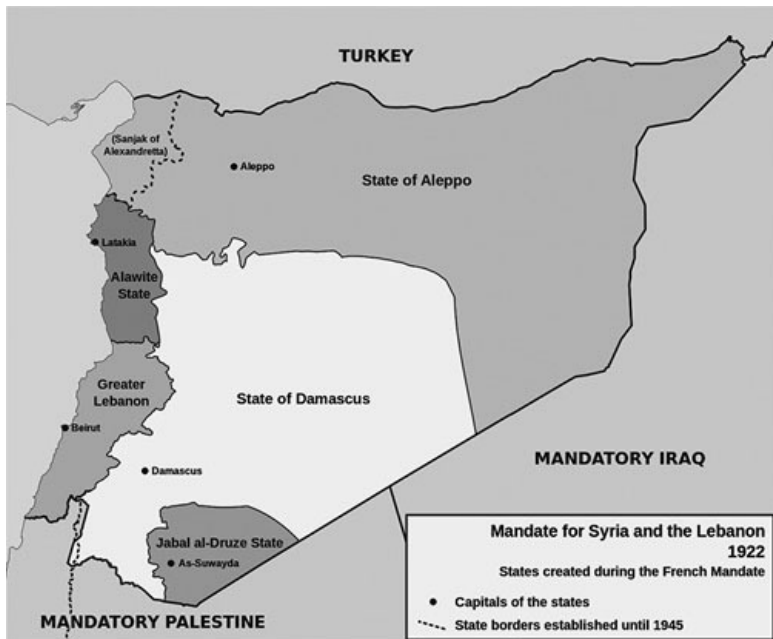 TURKEY
(Sanjak of
Alexandretta)
Aleppo
State of Aleppo
Latakia
Alawite
State
Greater
Lebanon
State of Damascus
Beirut
Damascus
MANDATORY IRAQ
Jabal al-Druze State
As-Suwayda
MANDATORY PALESTINE
Mandate for Syria and the Lebanon
1922
States created during the French Mandate
Capitals of the states
State borders established until 1945